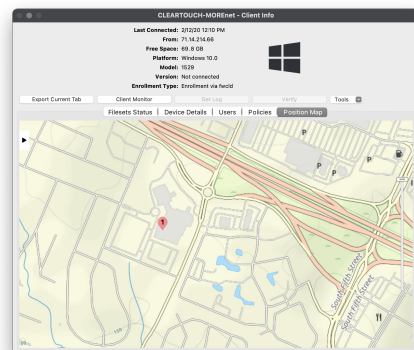 CLEARTOUCH-MOREnet - Client Info
Last Connected: 2/12/20 12:10 PM
From: 71.14.214.66
Free Space: 69.8 GB
Platform: Windows 10.0
Model: 1529
Version: Not connected
Enrollment Type: Enrollment via fwcld
Export Current Tab
Client Monitor
Get Log
Verify
Tools
Filesets Status | Device Details | Users | Policies | Position Map
P
P
P
P
1
South Fifth Street
South Fifth Street